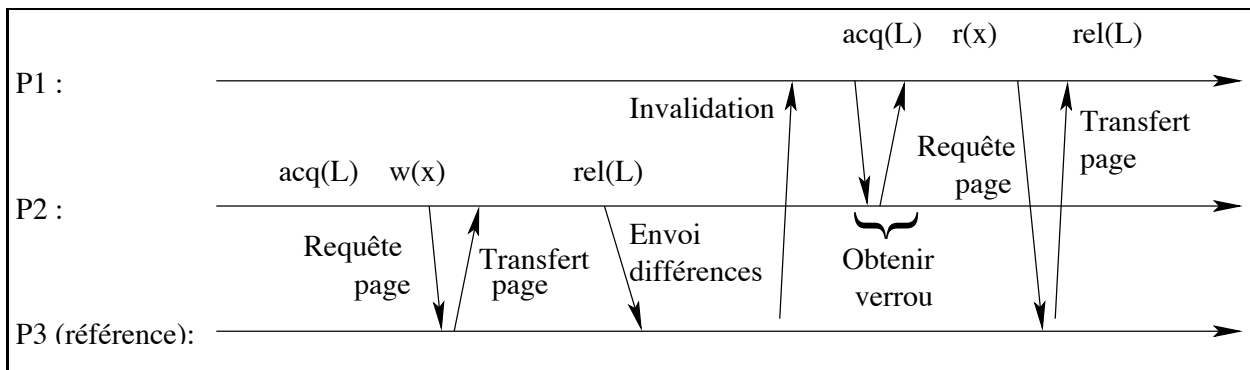 acq(L) r(x) rel(L)
P1 :
Invalidation
Transfert
page
Requête
page
acq(L) w(x) rel(L)
P2 :
Requête
page
Transfert
page
Envoi
différences
Obtenir
verrou
P3 (référence):